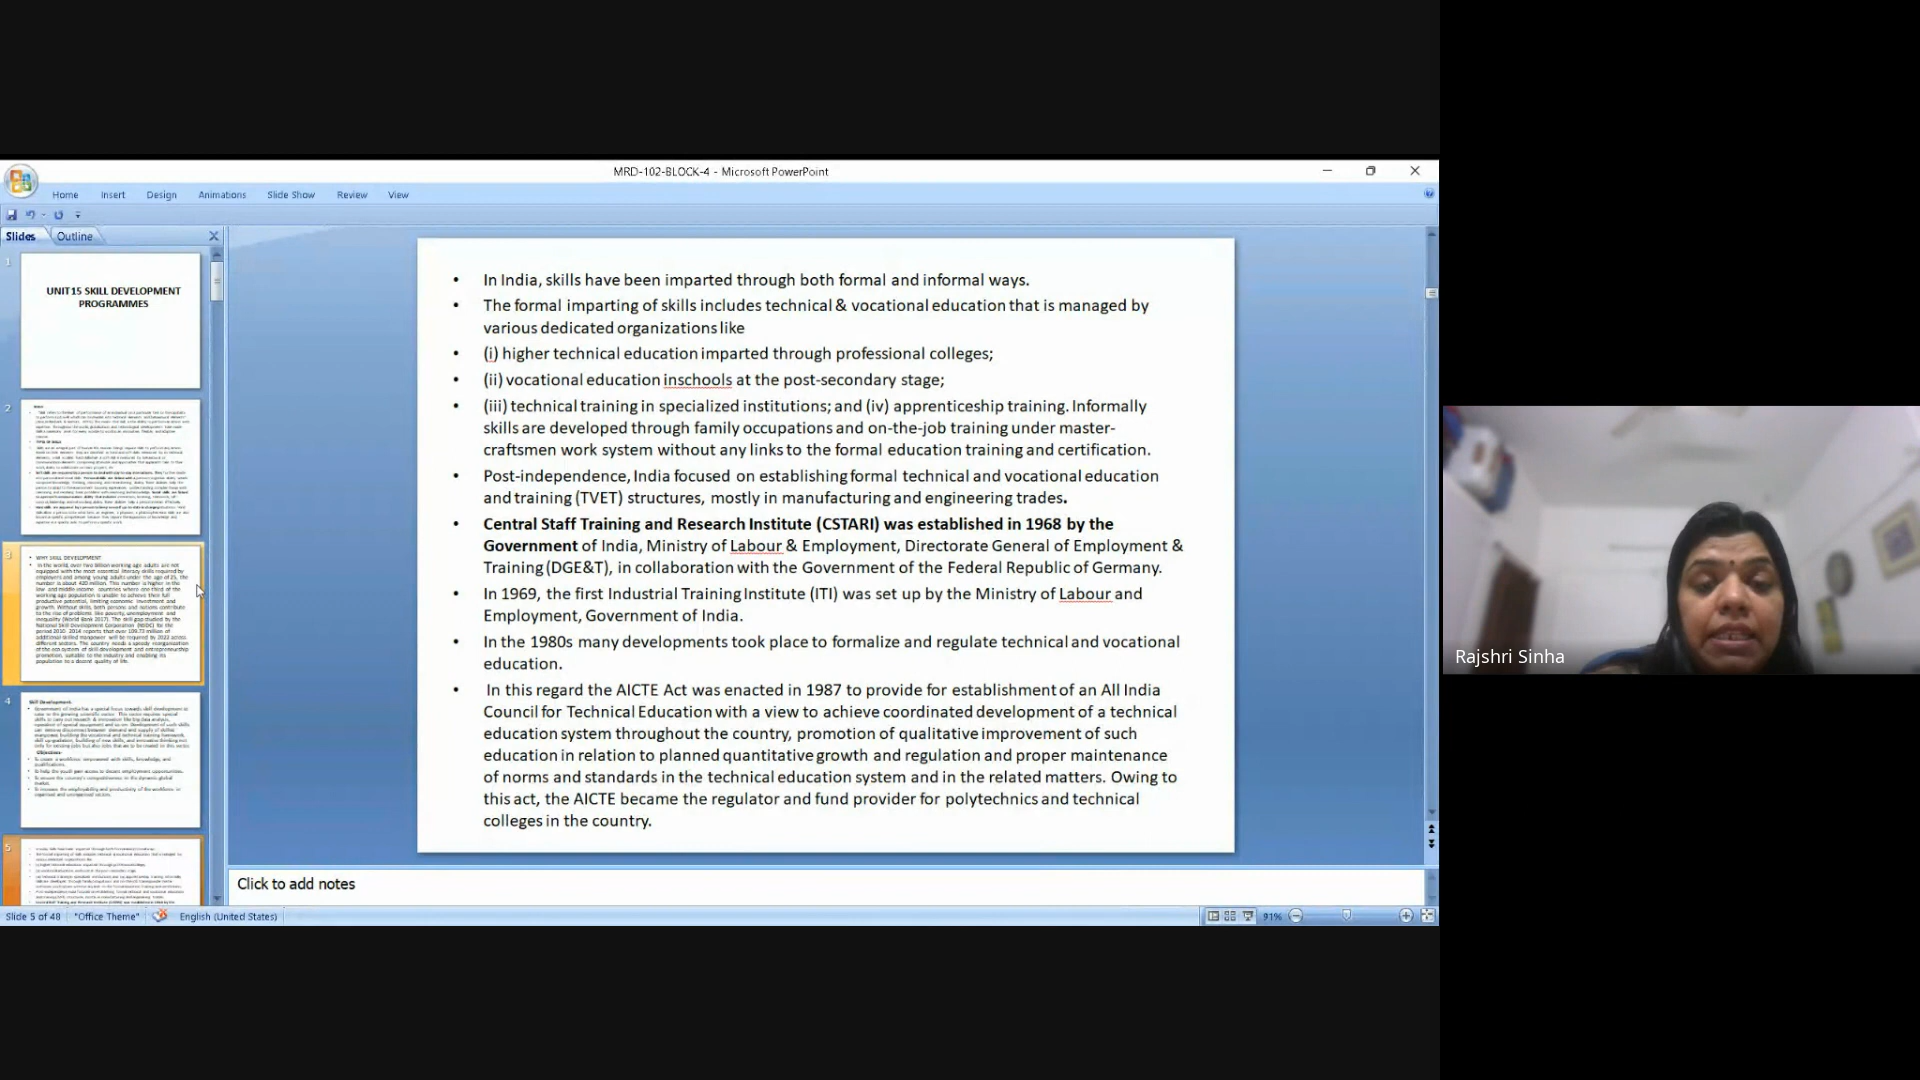 MRD-102-BLOCK-4 - Microsoft PowerPoint
Home Insert Design Animations Slide Show Review View
Slides Outline
1
UNIT15 SKILL DEVELOPMENT
PROGRAMMES
2
3
WHY SKILL DEVELOPMENT
4
Skill Development
5
• In India, skills have been imparted through both formal and informal ways.
• The formal imparting of skills includes technical & vocational education that is managed by
various dedicated organizations like
• (i) higher technical education imparted through professional colleges;
• (ii) vocational education inschools at the post-secondary stage;
• (iii) technical training in specialized institutions; and (iv) apprenticeship training. Informally
skills are developed through family occupations and on-the-job training under master-
craftsmen work system without any links to the formal education training and certification.
• Post-independence, India focused on establishing formal technical and vocational education
and training (TVET) structures, mostly in manufacturing and engineering trades.
• Central Staff Training and Research Institute (CSTARI) was established in 1968 by the
Government of India, Ministry of Labour & Employment, Directorate General of Employment &
Training (DGE&T), in collaboration with the Government of the Federal Republic of Germany.
• In 1969, the first Industrial Training Institute (ITI) was set up by the Ministry of Labour and
Employment, Government of India.
• In the 1980s many developments took place to formalize and regulate technical and vocational
education.
• In this regard the AICTE Act was enacted in 1987 to provide for establishment of an All India
Council for Technical Education with a view to achieve coordinated development of a technical
education system throughout the country, promotion of qualitative improvement of such
education in relation to planned quantitative growth and regulation and proper maintenance
of norms and standards in the technical education system and in the related matters. Owing to
this act, the AICTE became the regulator and fund provider for polytechnics and technical
colleges in the country.
Click to add notes
Slide 5 of 48 "Office Theme" English (United States) 91%
Rajshri Sinha